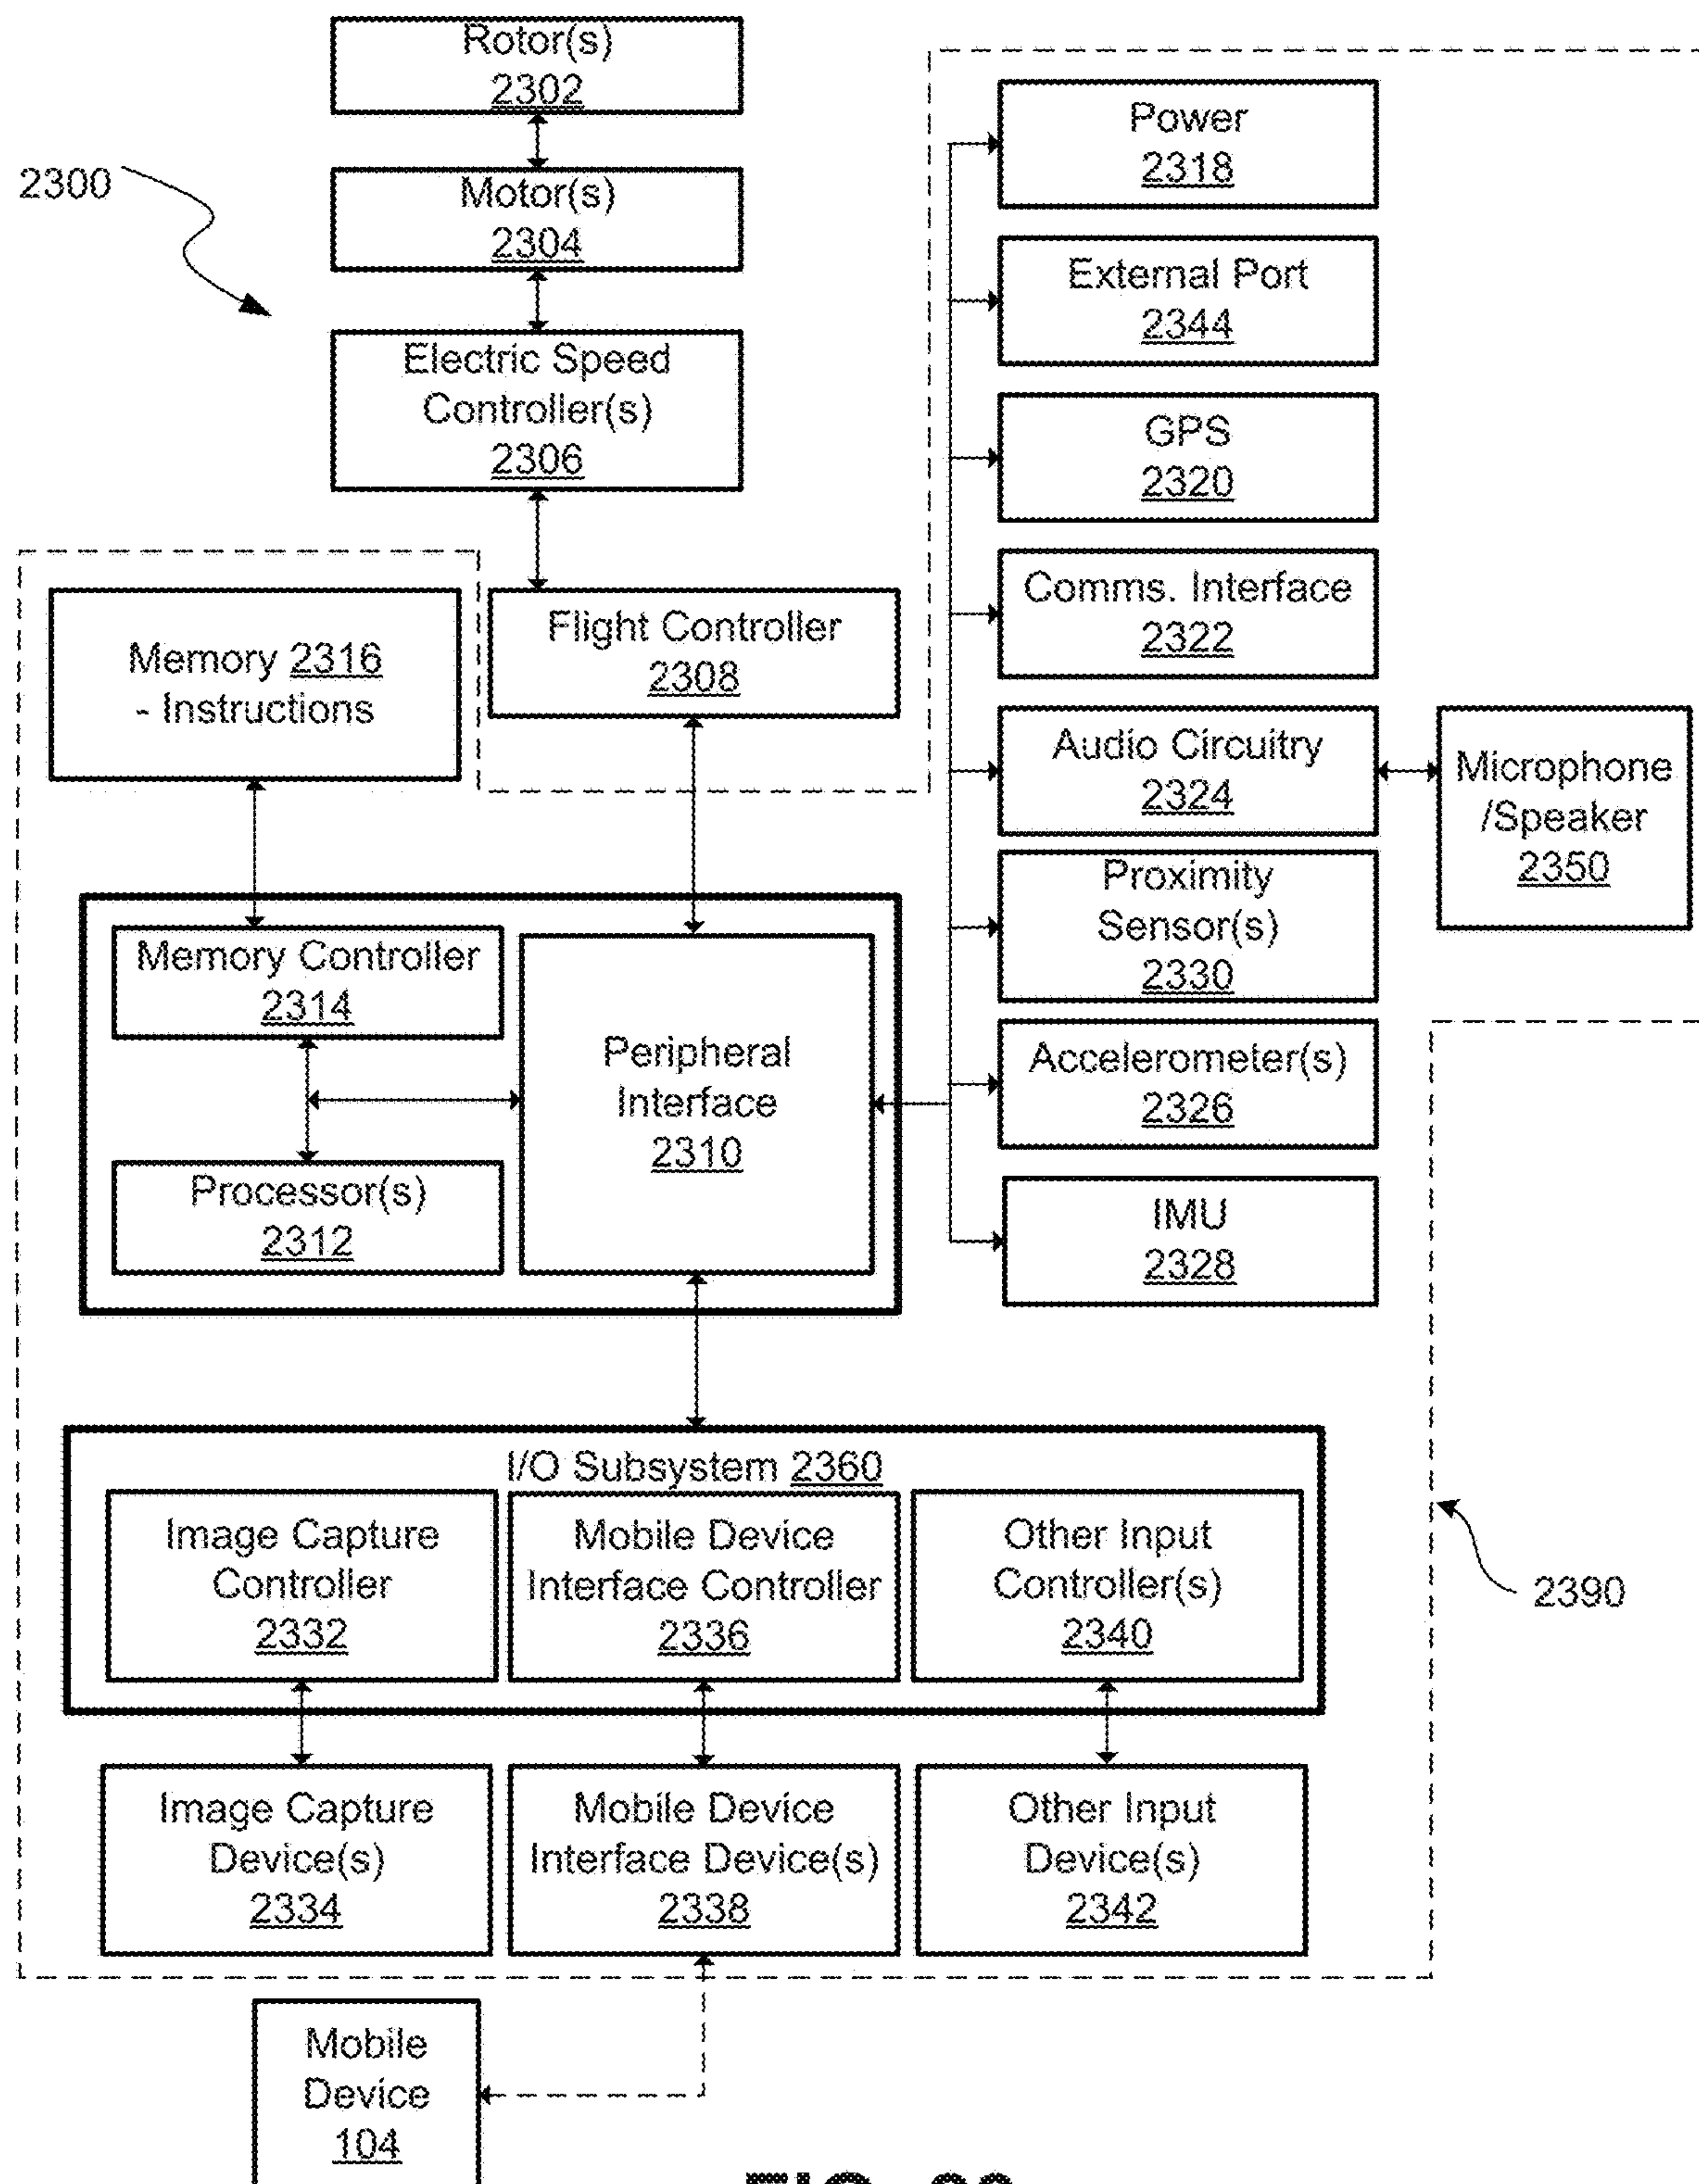 Rotor(s)
2302
2300
Motor(s)
2304
Electric Speed
Controller(s)
2306
Flight Controller
2308
Memory 2316
- Instructions
Memory Controller
2314
Processor(s)
2312
Peripheral
Interface
2310
Power
2318
External Port
2344
GPS
2320
Comms. Interface
2322
Audio Circuitry
2324
Microphone
/Speaker
2350
Proximity
Sensor(s)
2330
Accelerometer(s)
2326
IMU
2328
I/O Subsystem 2360
Image Capture
Controller
2332
Mobile Device
Interface Controller
2336
Other Input
Controller(s)
2340
2390
Image Capture
Device(s)
2334
Mobile Device
Interface Device(s)
2338
Other Input
Device(s)
2342
Mobile
Device
104